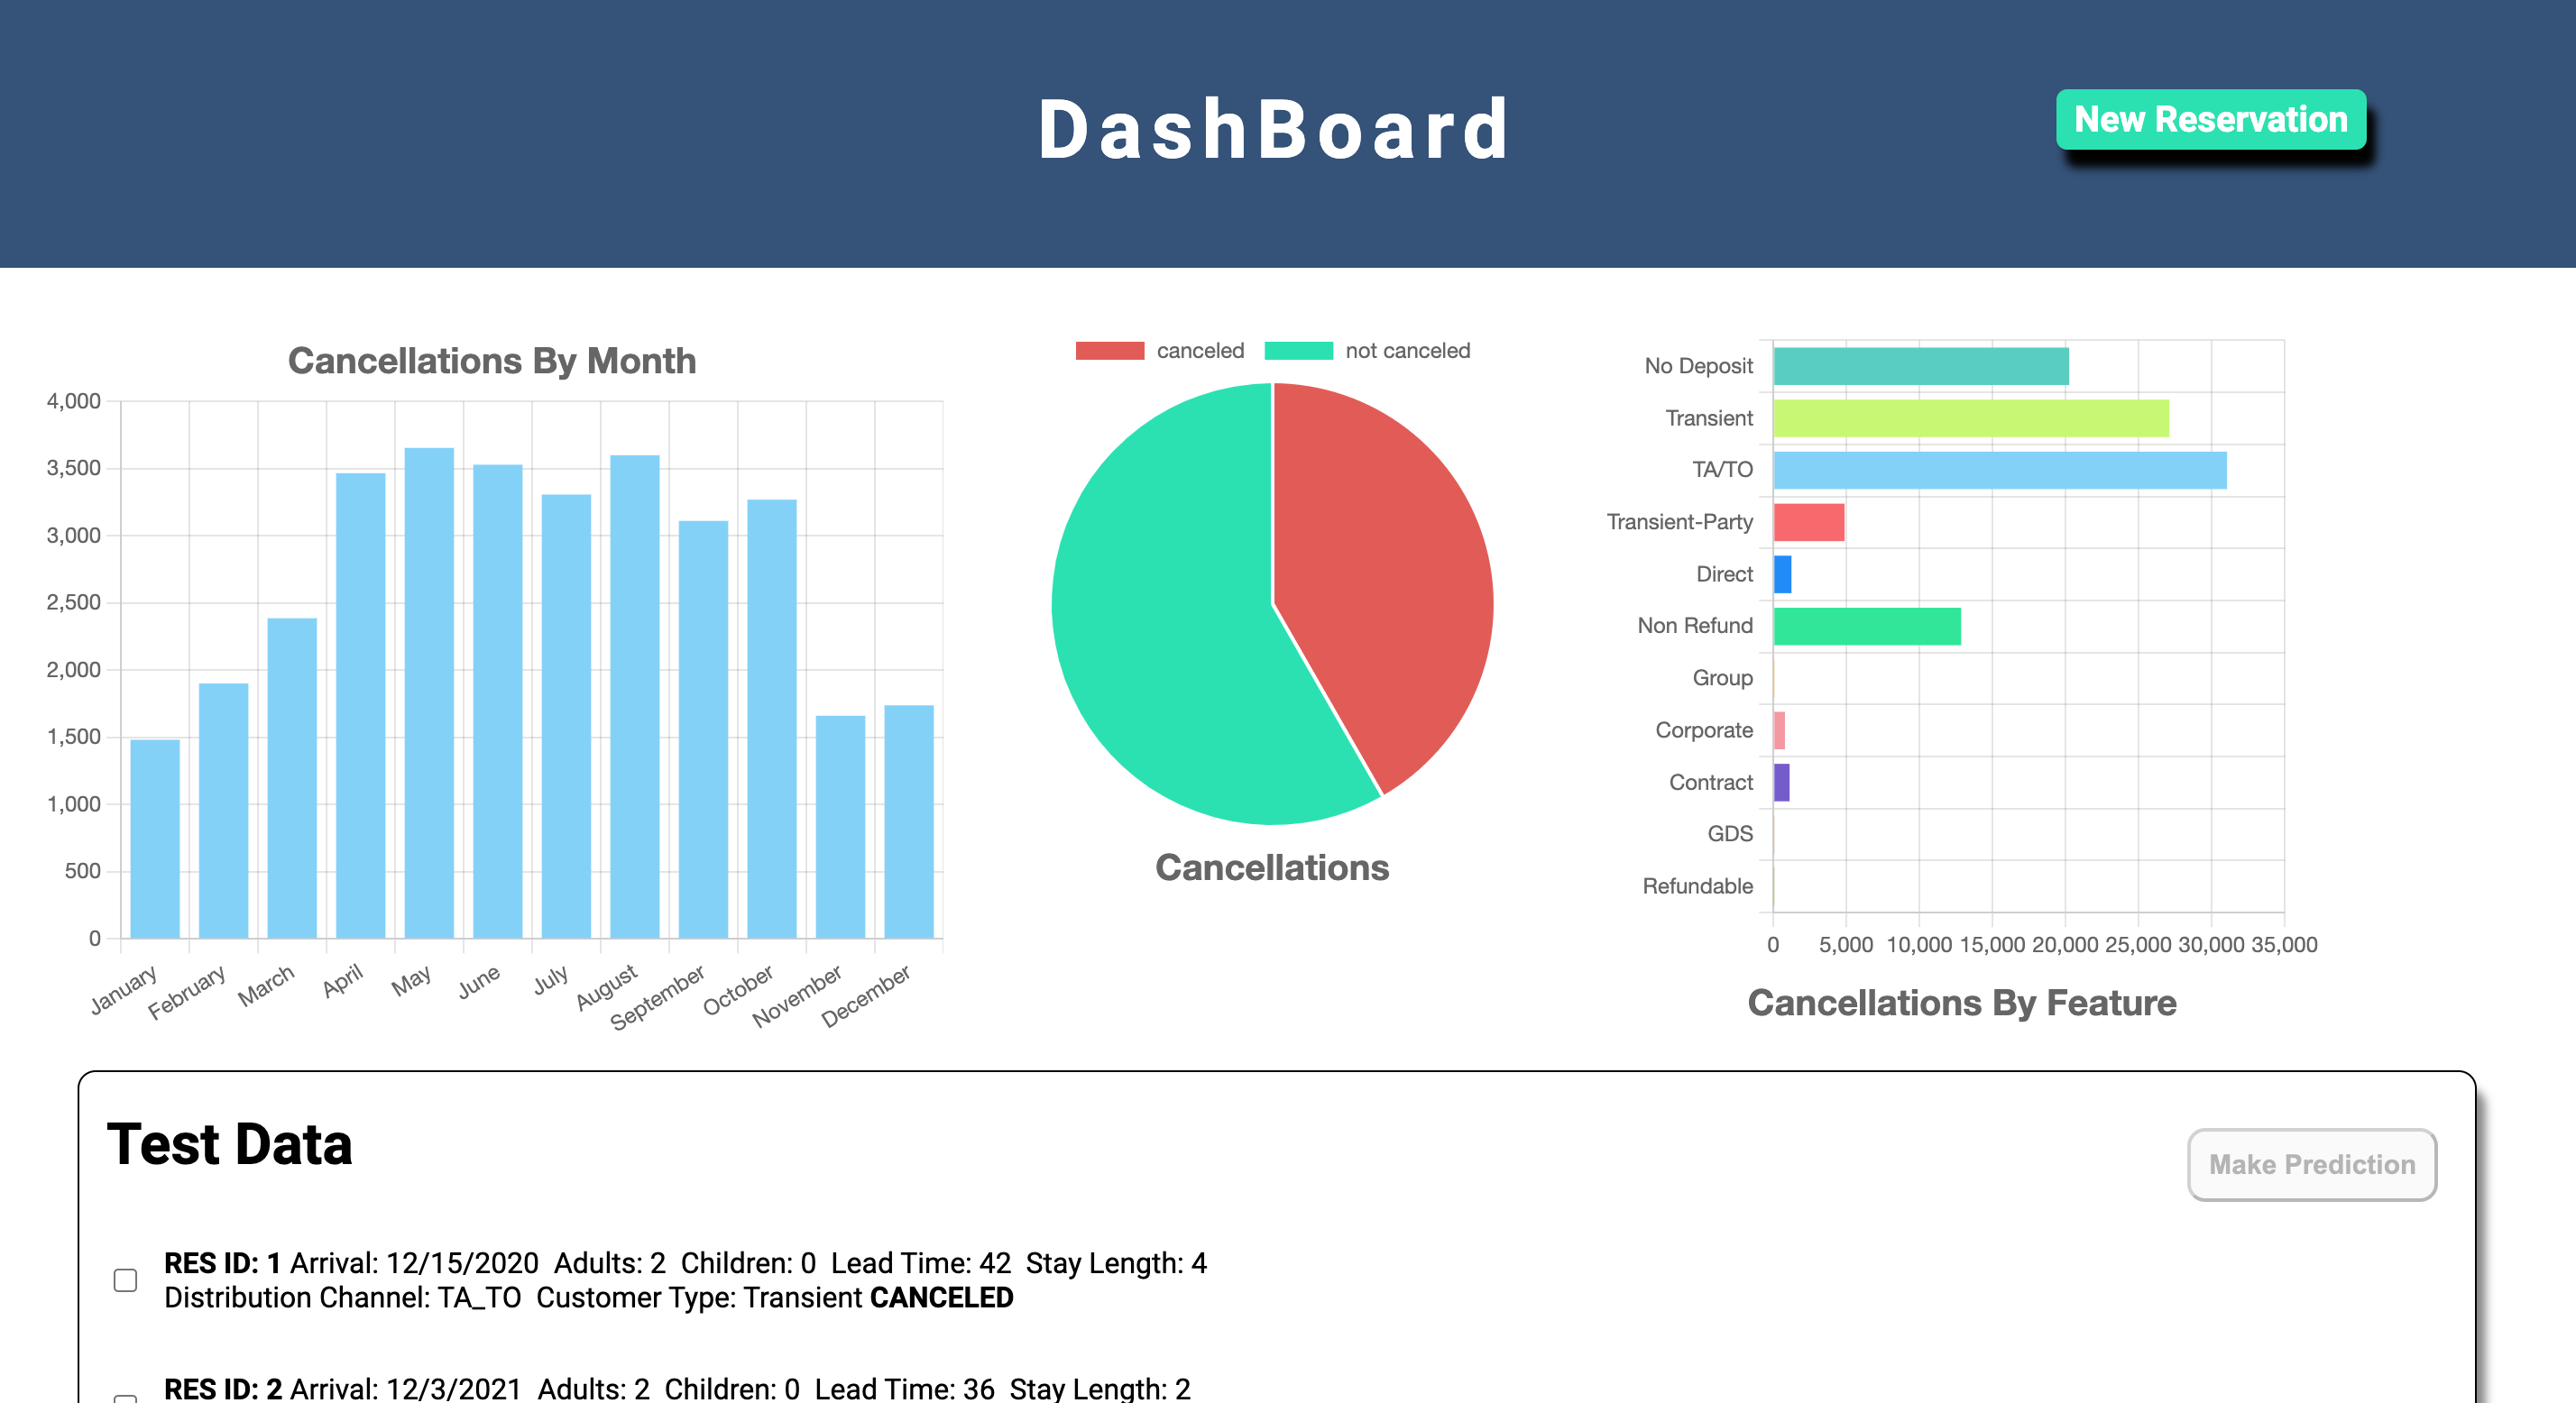 DashBoard
New Reservation
Cancellations By Month
4,000
3,500
3,000
2,500
2,000
1,500
1,000
500
0
January
February
March
April
May
June
July
August
September
October
November
December
canceled
not canceled
Cancellations
No Deposit
Transient
TA/TO
Transient-Party
Direct
Non Refund
Group
Corporate
Contract
GDS
Refundable
0 5,000 10,000 15,000 20,000 25,000 30,000 35,000
Cancellations By Feature
Test Data
Make Prediction
RES ID: 1 Arrival: 12/15/2020 Adults: 2 Children: 0 Lead Time: 42 Stay Length: 4
Distribution Channel: TA_TO Customer Type: Transient CANCELED
RES ID: 2 Arrival: 12/3/2021 Adults: 2 Children: 0 Lead Time: 36 Stay Length: 2